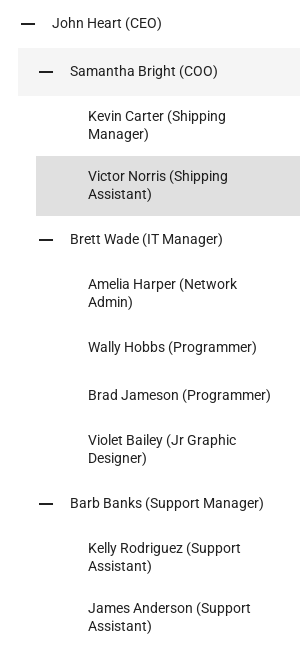 John Heart (CEO)
Samantha Bright (COO)
Kevin Carter (Shipping
Manager)
Victor Norris (Shipping
Assistant)
Brett Wade (IT Manager)
Amelia Harper (Network
Admin)
Wally Hobbs (Programmer)
Brad Jameson (Programmer)
Violet Bailey (Jr Graphic
Designer)
Barb Banks (Support Manager)
Kelly Rodriguez (Support
Assistant)
James Anderson (Support
Assistant)